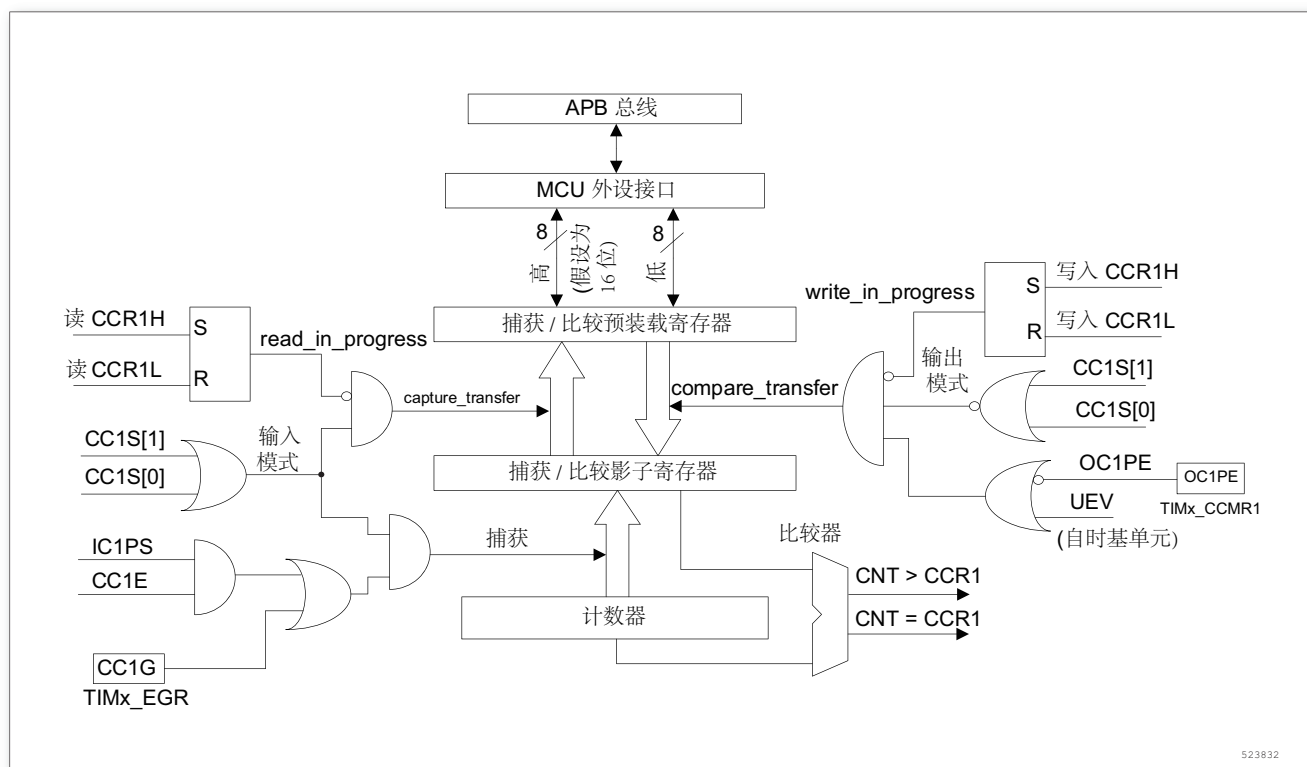 APB 总线
MCU 外设接口
8
8
高
(假设为
16 位)
低
写入 CCR1H
write_in_progress
S
R
写入 CCR1L
读 CCR1H
S
read_in_progress
捕获 / 比较预装载寄存器
读 CCR1L
R
输出
模式
CC1S[1]
capture_transfer
compare_transfer
CC1S[0]
CC1S[1]
输入
模式
CC1S[0]
捕获 / 比较影子寄存器
OC1PE
OC1PE
UEV
TIMx_CCMR1
(自时基单元)
IC1PS
捕获
比较器
CC1E
CNT > CCR1
计数器
CNT = CCR1
CC1G
TIMx_EGR
523832